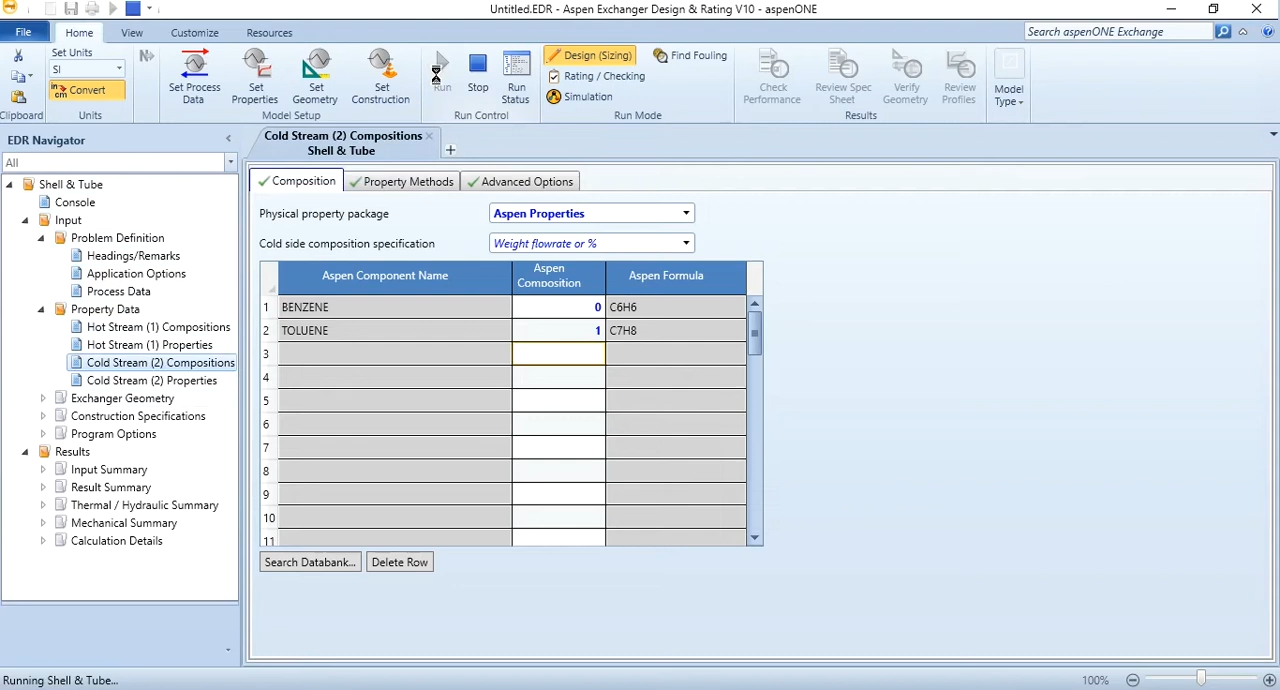 Untitled.EDR - Aspen Exchanger Design & Rating V10 - aspenONE
File
Home
View
Customize
Resources
Search aspenONE Exchange
Set Units
SI
in
cm
Convert
Set Process
Data
Set
Properties
Set
Geometry
Set
Construction
N
Run
Stop
Run
Status
Design (Sizing)
Rating / Checking
Simulation
Find Fouling
Check
Performance
Review Spec
Sheet
Verify
Geometry
Review
Profiles
Model
Type
Clipboard
Units
Model Setup
Run Control
Run Mode
Results
EDR Navigator
All
Shell & Tube
Console
Input
Problem Definition
Headings/Remarks
Application Options
Process Data
Property Data
Hot Stream (1) Compositions
Hot Stream (1) Properties
Cold Stream (2) Compositions
Cold Stream (2) Properties
Exchanger Geometry
Construction Specifications
Program Options
Results
Input Summary
Result Summary
Thermal / Hydraulic Summary
Mechanical Summary
Calculation Details
Cold Stream (2) Compositions
Shell & Tube
Composition
Property Methods
Advanced Options
Physical property package
Aspen Properties
Cold side composition specification
Weight flowrate or %
Aspen Component Name
Aspen
Composition
Aspen Formula
1 BENZENE 0 C6H6
2 TOLUENE 1 C7H8
3
4
5
6
7
8
9
10
11
Search Databank...
Delete Row
Running Shell & Tube...
100%